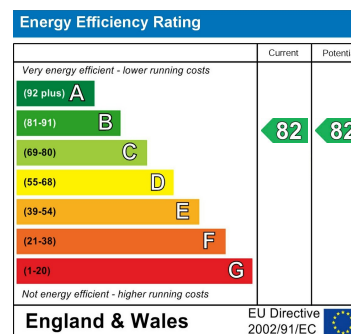 Energy Efficiency Rating
Current Potenti
Very energy efficient - lower running costs
(92 plus) A
(81-91) B
82 82
(69-80) C
(55-68) D
(39-54) E
(21-38) F
(1-20) G
Not energy efficient - higher running costs
England & Wales
EU Directive
2002/91/EC